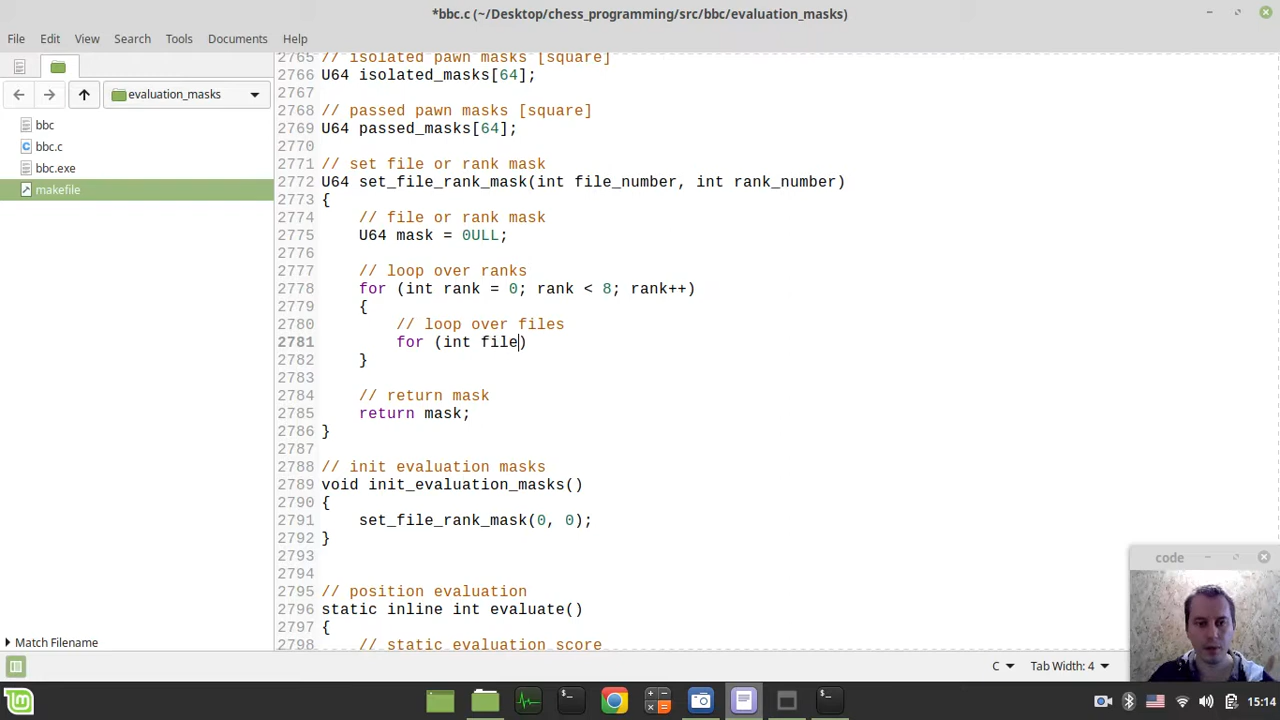 *bbc.c (~/Desktop/chess_programming/src/bbc/evaluation_masks)
File Edit View Search Tools Documents Help
evaluation_masks
bbc
bbc.c
bbc.exe
makefile
2765 // isolated pawn masks [square]
2766 U64 isolated_masks[64];
2767
2768 // passed pawn masks [square]
2769 U64 passed_masks[64];
2770
2771 // set file or rank mask
2772 U64 set_file_rank_mask(int file_number, int rank_number)
2773 {
2774     // file or rank mask
2775     U64 mask = 0ULL;
2776
2777     // loop over ranks
2778     for (int rank = 0; rank < 8; rank++)
2779     {
2780         // loop over files
2781         for (int file)
2782     }
2783
2784     // return mask
2785     return mask;
2786 }
2787
2788 // init evaluation masks
2789 void init_evaluation_masks()
2790 {
2791     set_file_rank_mask(0, 0);
2792 }
2793
2794
2795 // position evaluation
2796 static inline int evaluate()
2797 {
2798     // static evaluation score
Match Filename
code
C Tab Width: 4
15:14